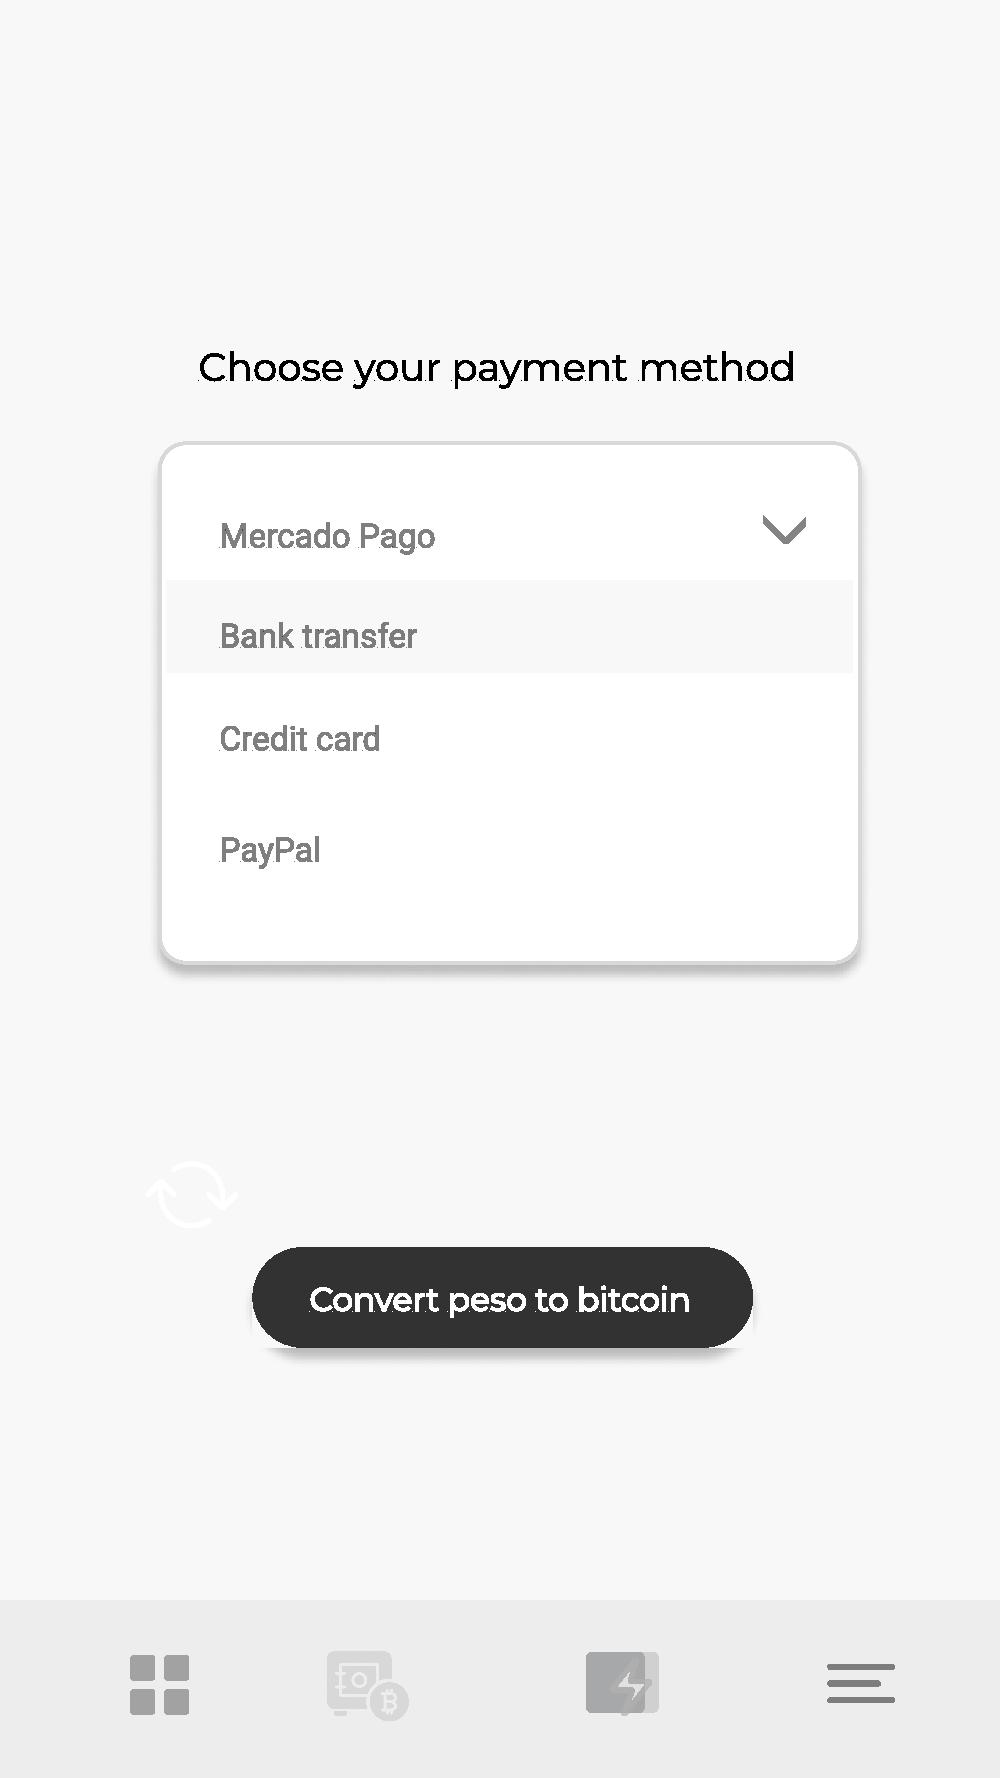 Choose your payment method
Mercado Pago
Bank transfer
Credit card
PayPal
Convert peso to bitcoin